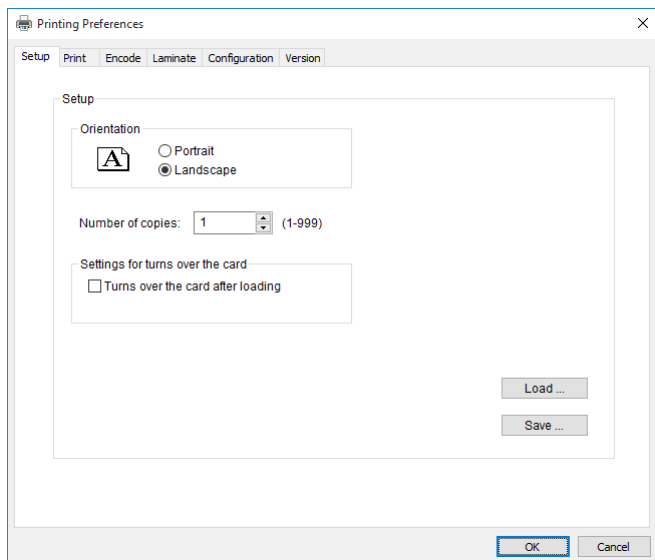 Printing Preferences
Setup Print Encode Laminate Configuration Version
Setup
Orientation
A
Portrait
Landscape
Number of copies: 1 (1-999)
Settings for turns over the card
Turns over the card after loading
Load ...
Save ...
OK Cancel